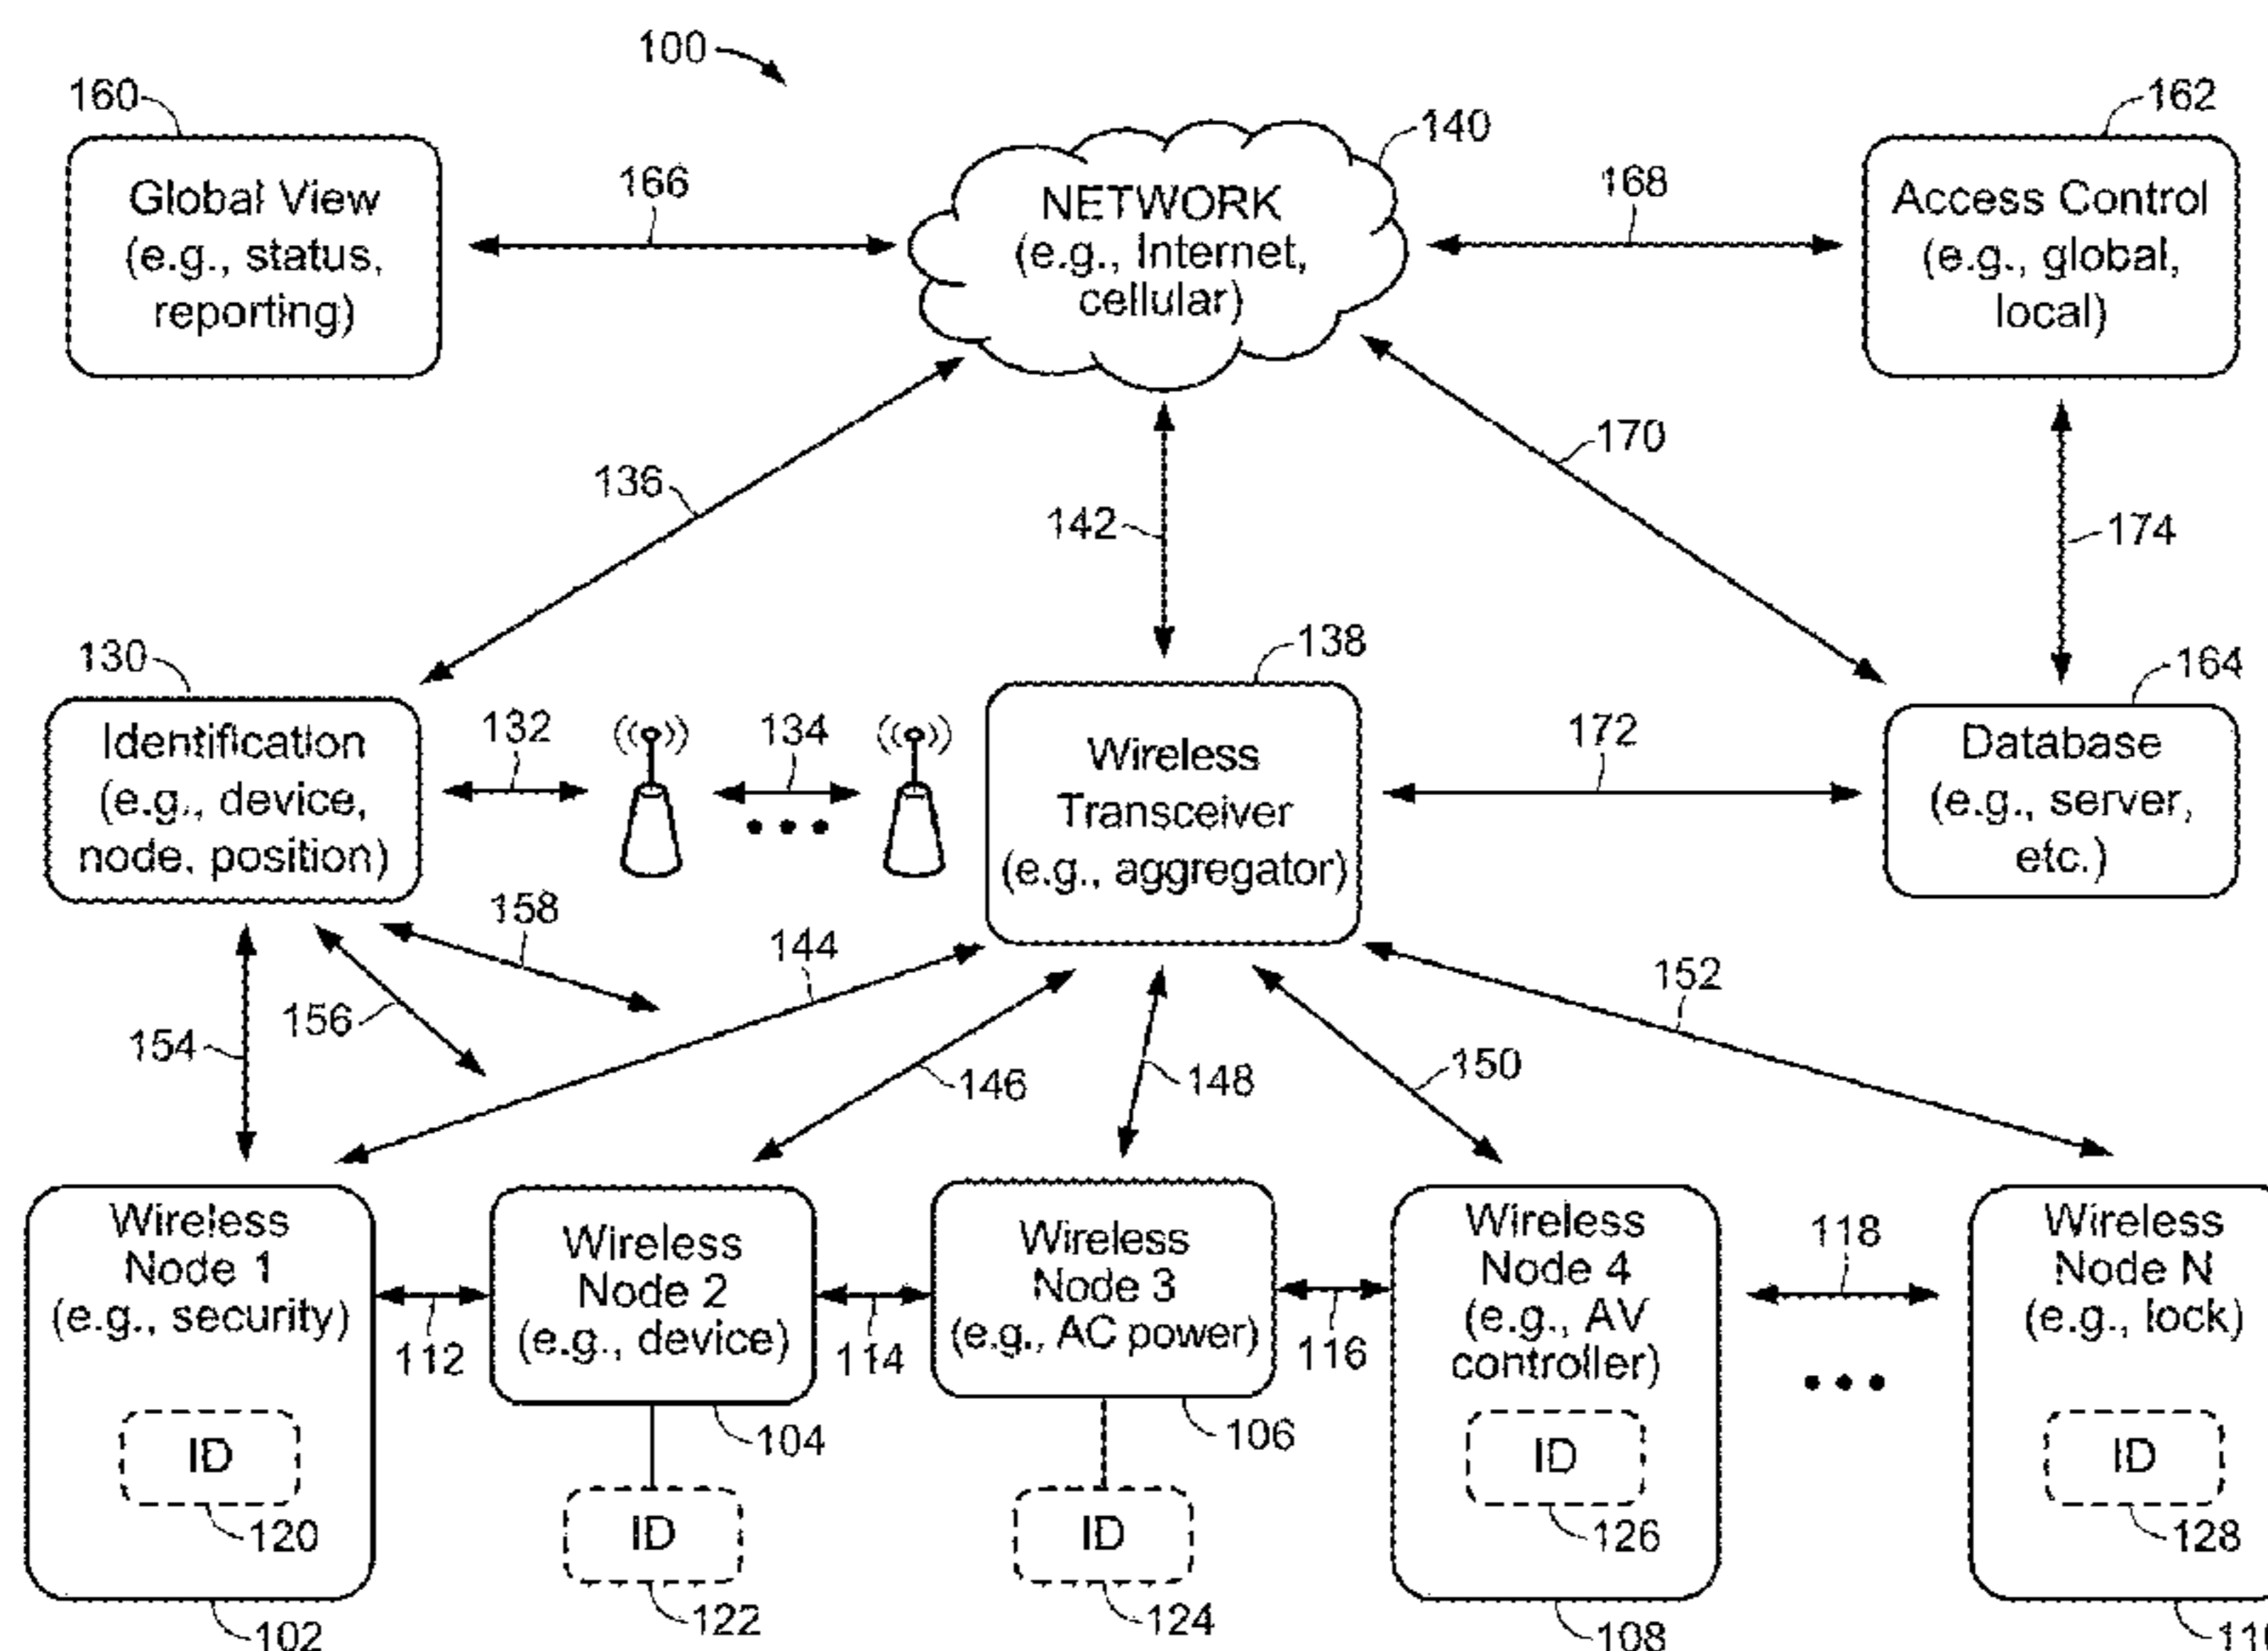 100
160
Global View
(e.g., status,
reporting)
166
140
NETWORK
(e.g., Internet,
cellular)
168
162
Access Control
(e.g., global,
local)
136
142
170
174
130
Identification
(e.g., device,
node, position)
132
134
138
Wireless
Transceiver
(e.g., aggregator)
172
164
Database
(e.g., server,
etc.)
154
156
158
144
146
148
150
152
Wireless
Node 1
(e.g., security)
ID
120
102
112
Wireless
Node 2
(e.g., device)
104
ID
122
114
Wireless
Node 3
(e.g., AC power)
106
ID
124
116
Wireless
Node 4
(e.g., AV
controller)
ID
126
108
118
Wireless
Node N
(e.g., lock)
ID
128